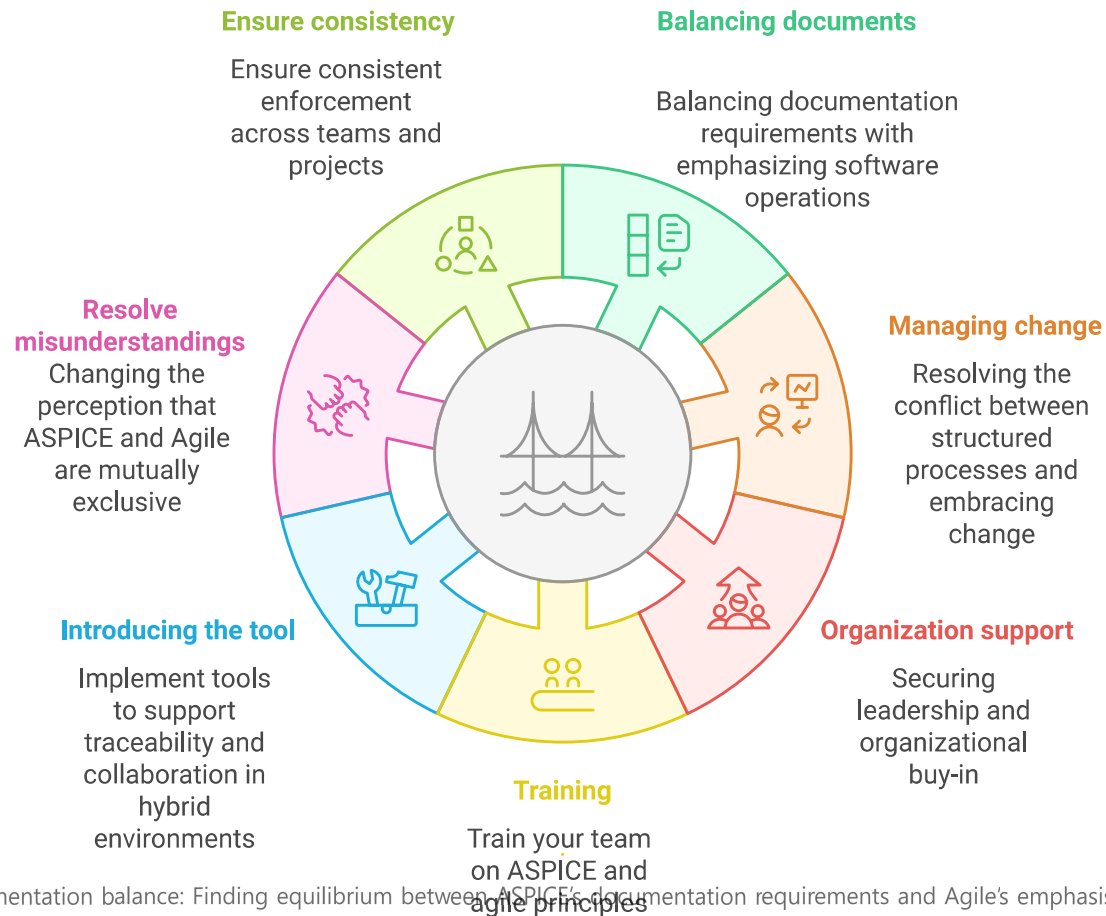 Ensure consistency
Ensure consistent
enforcement
across teams and
projects
Balancing documents
Balancing documentation
requirements with
emphasizing software
operations
Resolve
misunderstandings
Changing the
perception that
ASPICE and Agile
are mutually
exclusive
Managing change
Resolving the
conflict between
structured
processes and
embracing
change
Introducing the tool
Implement tools
to support
traceability and
collaboration in
hybrid
environments
Organization support
Securing
leadership and
organizational
buy-in
Training
Train your team
on ASPICE and
agile principles
mentation balance: Finding equilibrium between ASPICE's documentation requirements and Agile's emphasis